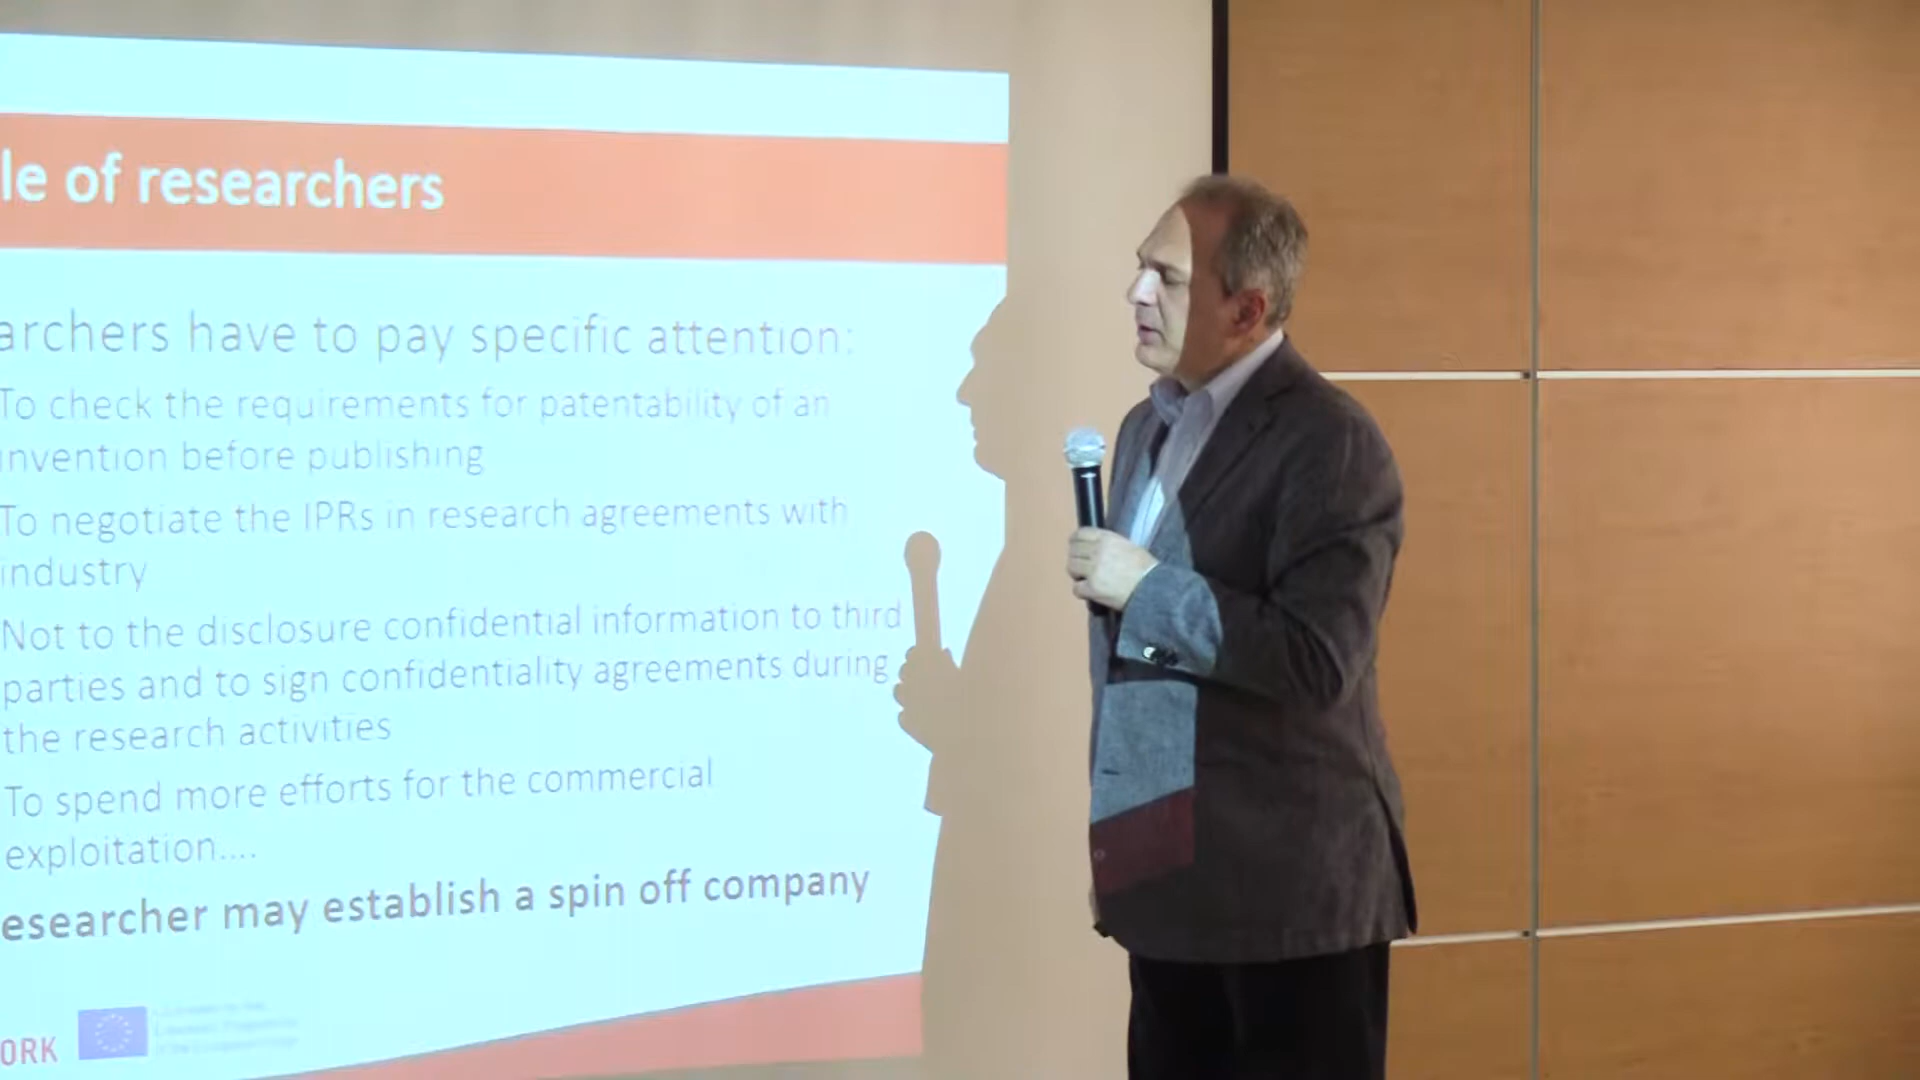 le of researchers
archers have to pay specific attention:
To check the requirements for patentability of an
invention before publishing
To negotiate the IPRs in research agreements with
industry
Not to the disclosure confidential information to third
parties and to sign confidentiality agreements during
the research activities
To spend more efforts for the commercial
exploitation....
esearcher may establish a spin off company
ORK